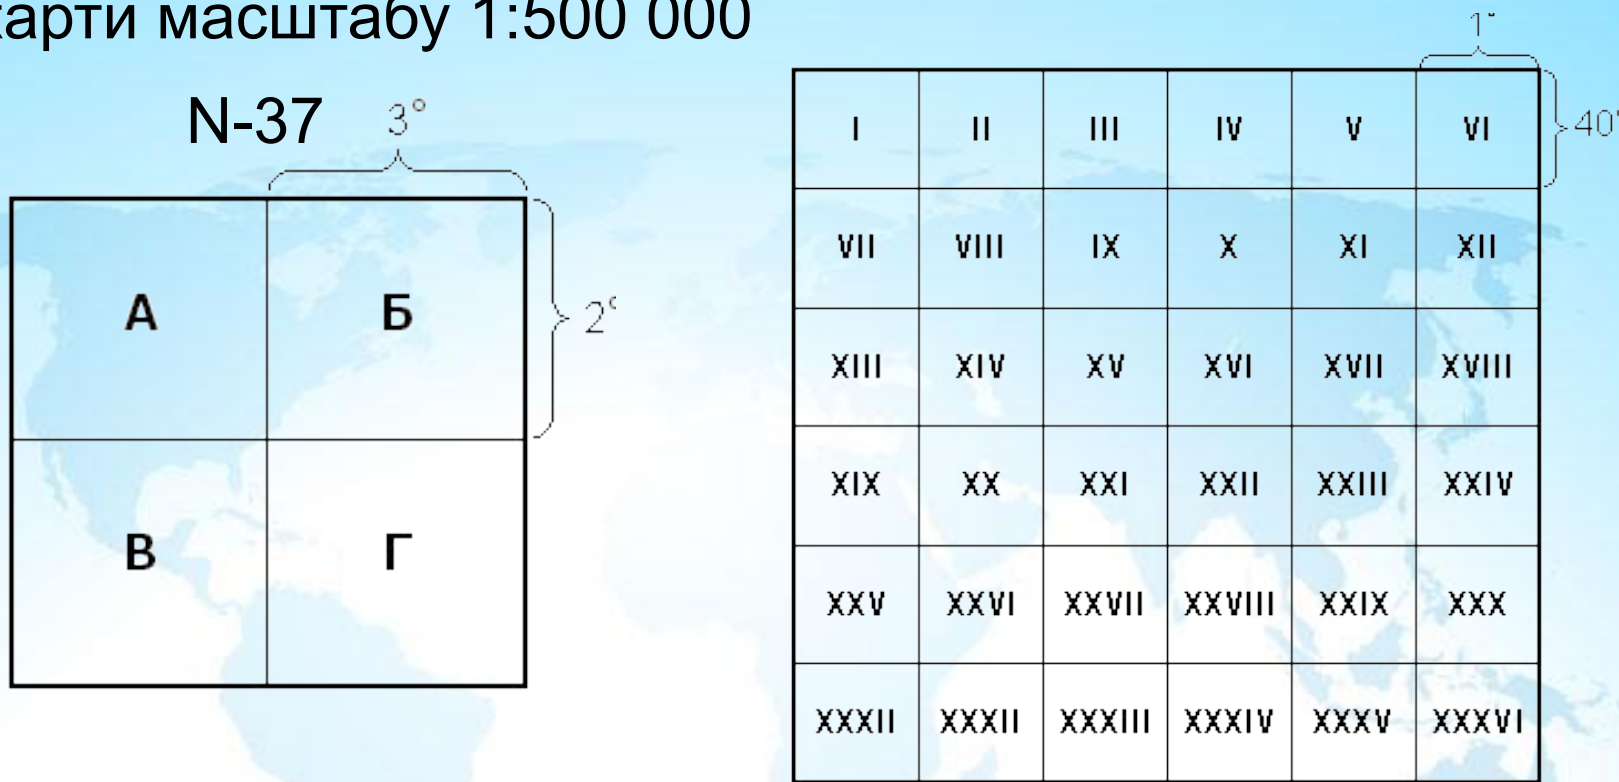 карти масштабу 1:500 000
N-37
3°
А Б
2°
В Г
1°
40'
I II III IV V VI
VII VIII IX X XI XII
XIII XIV XV XVI XVII XVIII
XIX XX XXI XXII XXIII XXIV
XXV XXVI XXVII XXVIII XXIX XXX
XXXII XXXII XXXIII XXXIV XXXV XXXVI